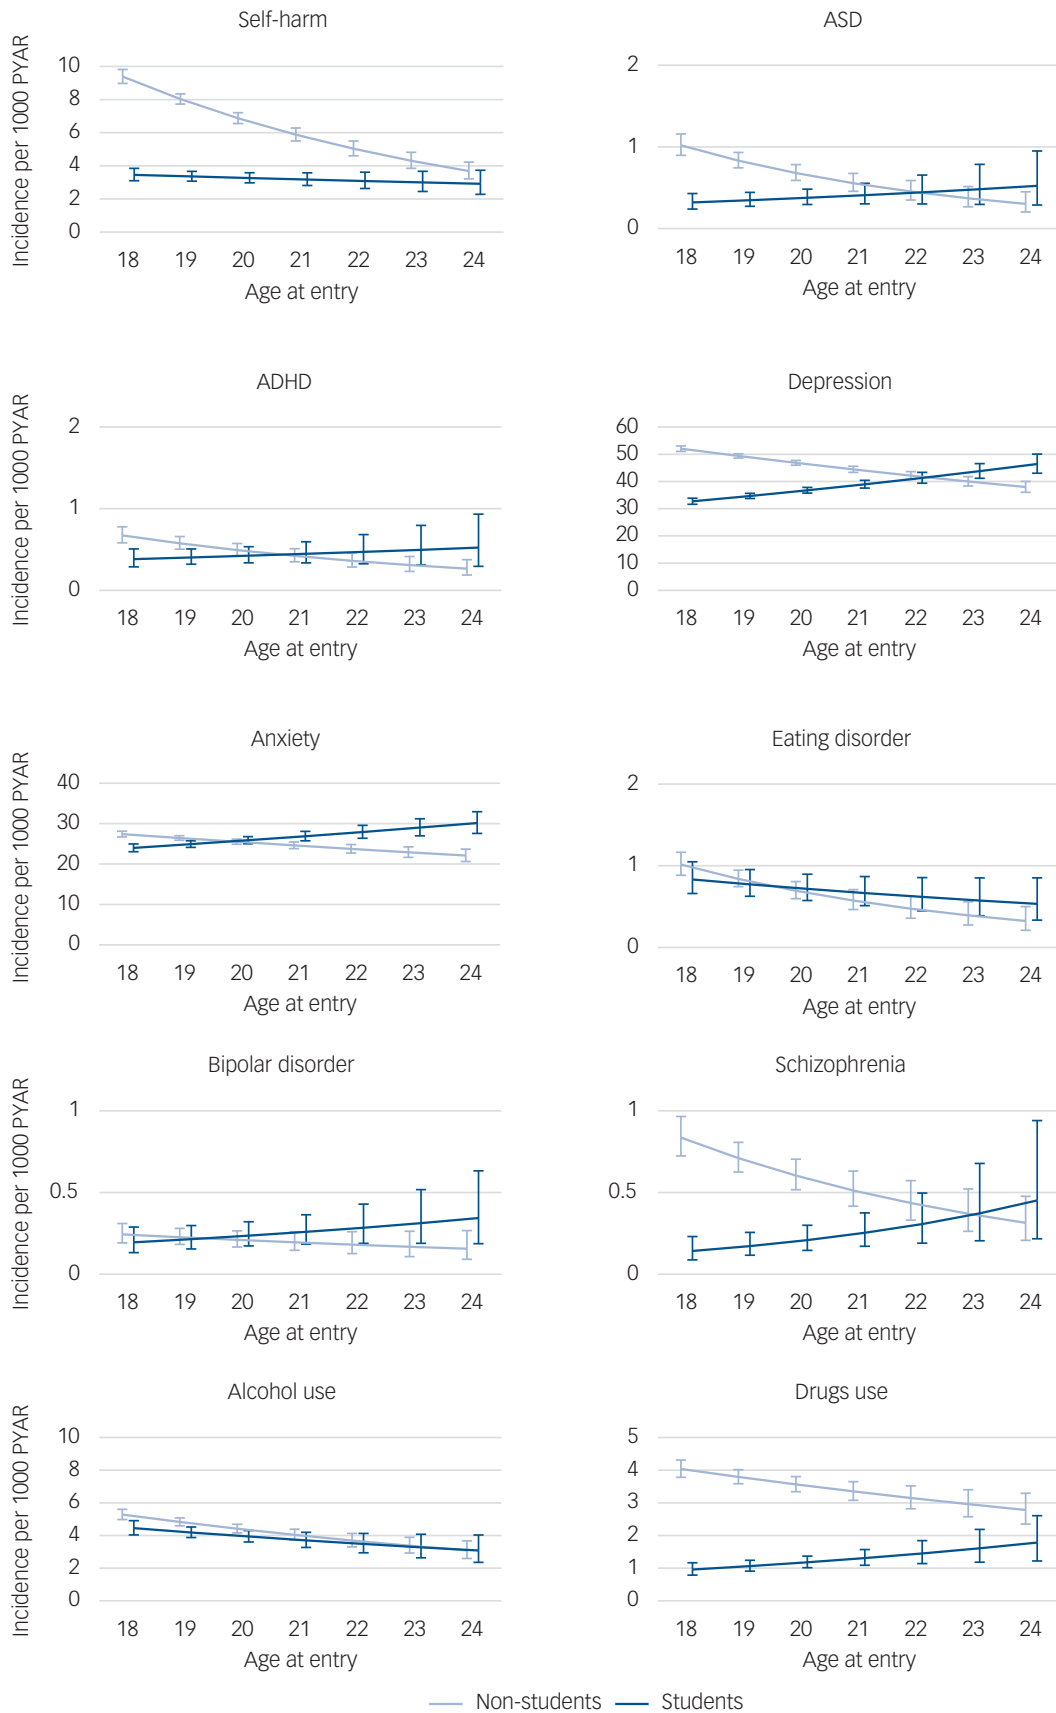 Self-harm
Incidence per 1000 PYAR
10
8
6
4
2
0
18 19 20 21 22 23 24
Age at entry
ASD
2
1
0
18 19 20 21 22 23 24
Age at entry
ADHD
Incidence per 1000 PYAR
2
1
0
18 19 20 21 22 23 24
Age at entry
Depression
60
50
40
30
20
10
0
18 19 20 21 22 23 24
Age at entry
Anxiety
Incidence per 1000 PYAR
40
30
20
10
0
18 19 20 21 22 23 24
Age at entry
Eating disorder
2
1
0
18 19 20 21 22 23 24
Age at entry
Bipolar disorder
Incidence per 1000 PYAR
1
0.5
0
18 19 20 21 22 23 24
Age at entry
Schizophrenia
1
0.5
0
18 19 20 21 22 23 24
Age at entry
Alcohol use
Incidence per 1000 PYAR
10
8
6
4
2
0
18 19 20 21 22 23 24
Age at entry
Drugs use
5
4
3
2
1
0
18 19 20 21 22 23 24
Age at entry
Non-students Students